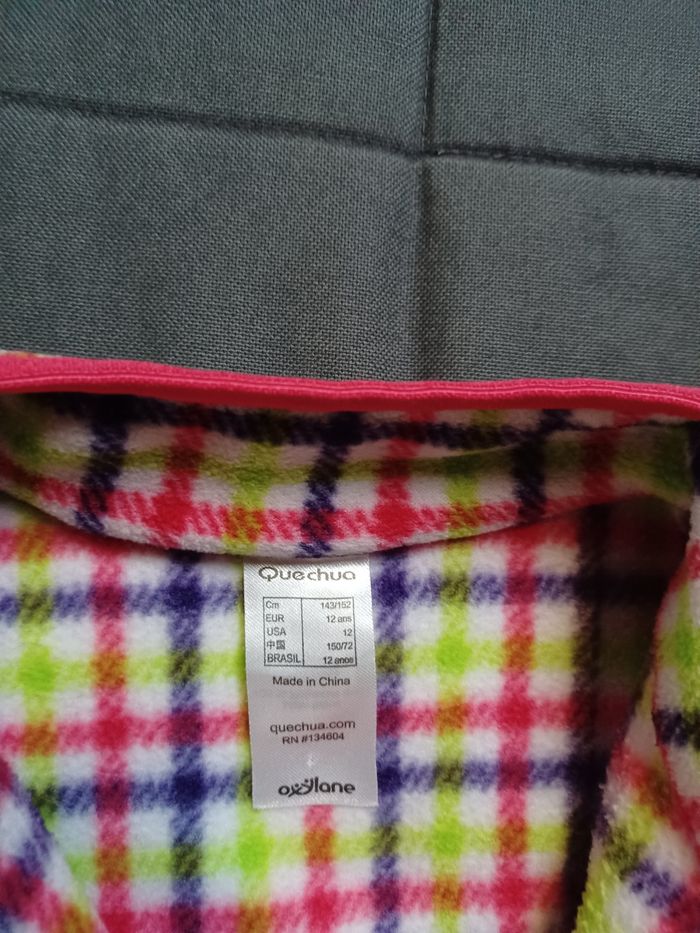 Quechua
Cm 143/152
EUR 12 ans
USA 12
中国 150/72
BRASIL 12 anos
Made in China
quechua.com
RN #134604
oxylane